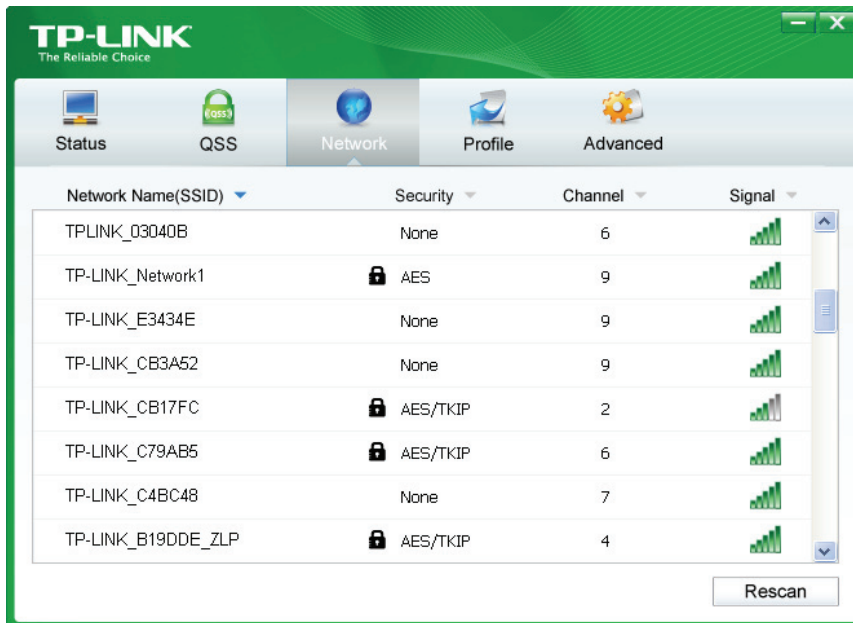 TP-LINK
The Reliable Choice
Status QSS Network Profile Advanced
Network Name(SSID) Security Channel Signal
TPLINK_03040B None 6
TP-LINK_Network1 AES 9
TP-LINK_E3434E None 9
TP-LINK_CB3A52 None 9
TP-LINK_CB17FC AES/TKIP 2
TP-LINK_C79AB5 AES/TKIP 6
TP-LINK_C4BC48 None 7
TP-LINK_B19DDE_ZLP AES/TKIP 4
Rescan